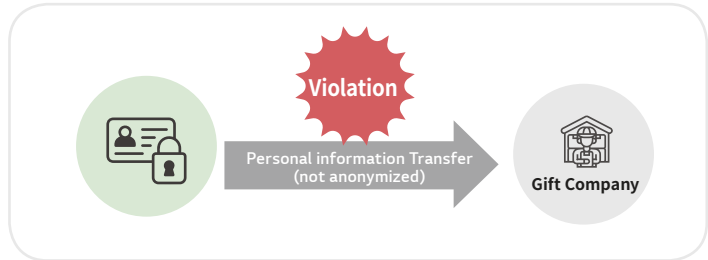 Violation
Personal information Transfer
(not anonymized)
Gift Company